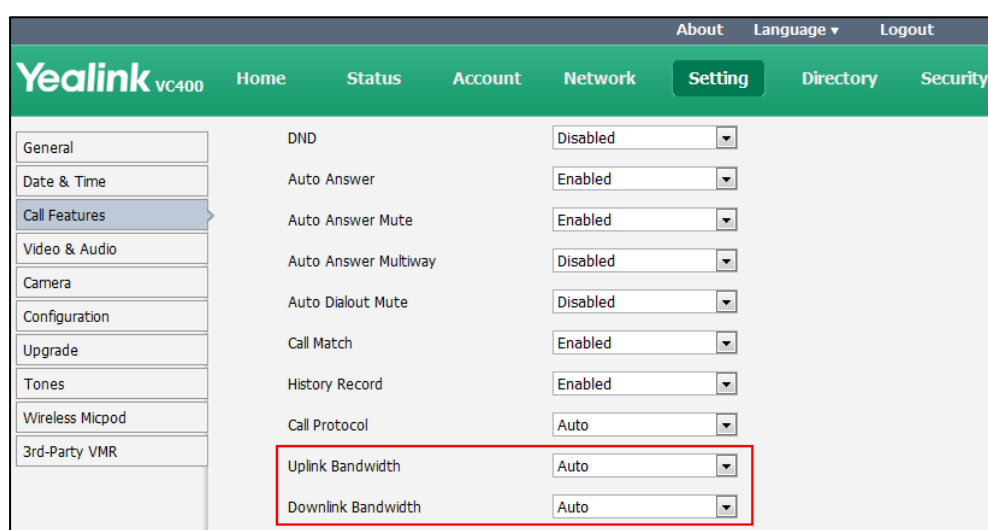 About Language ▾ Logout
Yealink VC400 Home Status Account Network Setting Directory Security
General
Date & Time
Call Features
Video & Audio
Camera
Configuration
Upgrade
Tones
Wireless Micpod
3rd-Party VMR
DND Disabled
Auto Answer Enabled
Auto Answer Mute Enabled
Auto Answer Multiway Disabled
Auto Dialout Mute Disabled
Call Match Enabled
History Record Enabled
Call Protocol Auto
Uplink Bandwidth Auto
Downlink Bandwidth Auto